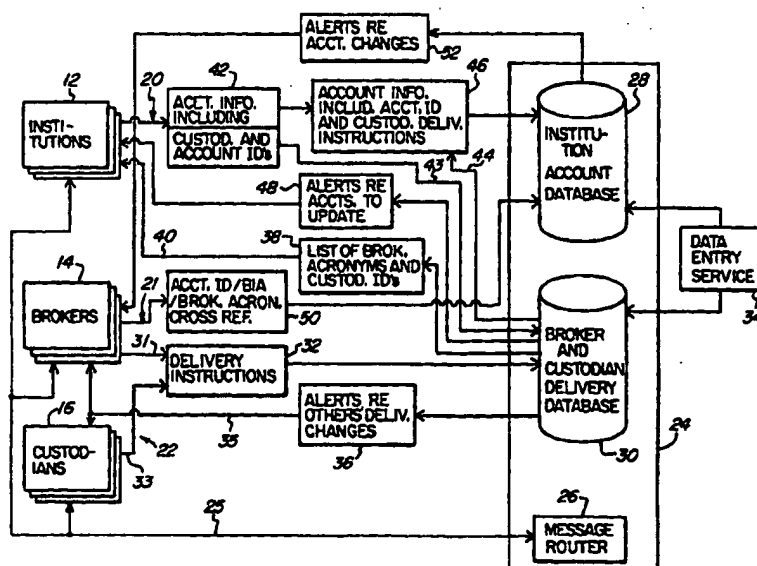 ALERTS RE
ACCT. CHANGES
52
12
INSTI-
TUTIONS
20
42
ACCT. INFO.
INCLUDING
CUSTOD. AND
ACCOUNT ID's
46
ACCOUNT INFO.
INCLUD. ACCT. ID
AND CUSTOD. DELIV.
INSTRUCTIONS
28
INSTITU-
TION
ACCOUNT
DATABASE
43
44
48
ALERTS RE
ACCTS. TO
UPDATE
40
38
LIST OF BROK.
ACRONYMS AND
CUSTOD. ID's
DATA
ENTRY
SERVICE
34
14
BROKERS
21
ACCT. ID/BIA
/BROK. ACRON.
CROSS REF.
50
31
DELIVERY
INSTRUCTIONS
32
BROKER
AND
CUSTODIAN
DELIVERY
DATABASE
30
24
16
CUSTOD-
IANS
22
33
35
ALERTS RE
OTHERS' DELIV.
CHANGES
36
25
26
MESSAGE
ROUTER